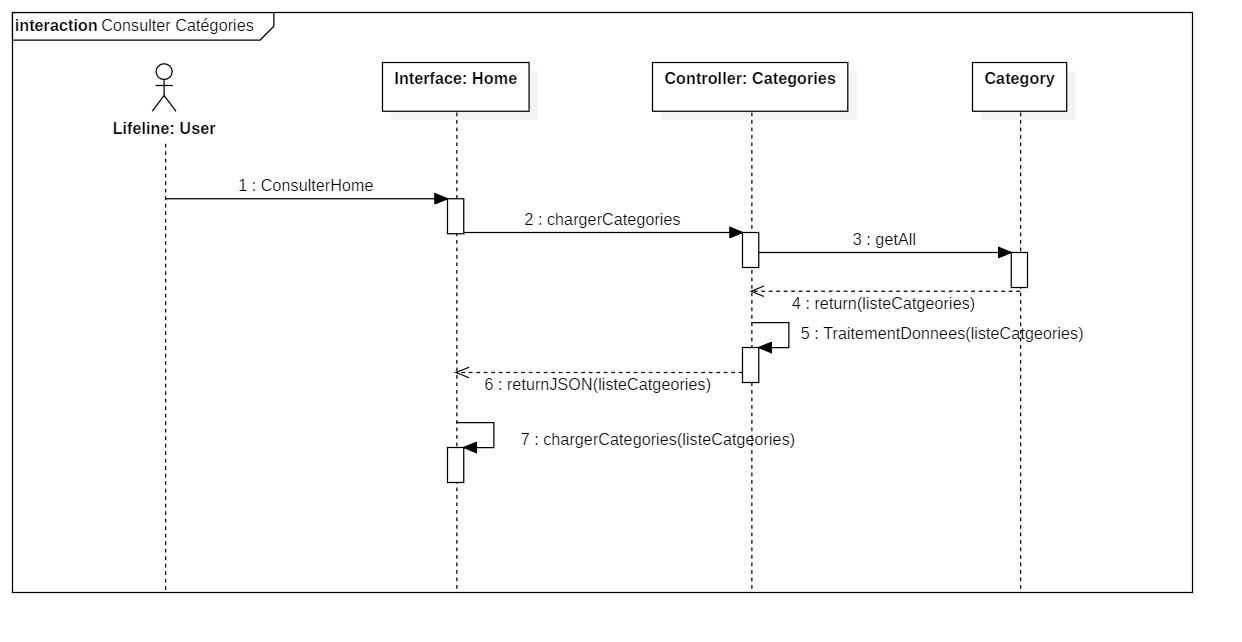 interaction Consulter Catégories
Lifeline: User
Interface: Home
Controller: Categories
Category
1 : ConsulterHome
2 : chargerCategories
3 : getAll
4 : return(listeCatgeories)
5 : TraitementDonnees(listeCatgeories)
6 : returnJSON(listeCatgeories)
7 : chargerCategories(listeCatgeories)